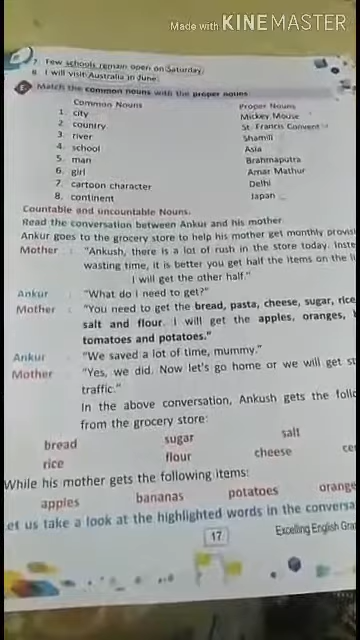 Made with KINEMASTER
7. Few schools remain open on Saturday.
8. I will visit Australia in June.
Match the common nouns with the proper nouns.
Common Nouns Proper Nouns
1. city Mickey Mouse
2. country St. Francis Convent
3. river Shamili
4. school Asia
5. man Brahmaputra
6. girl Amar Mathur
7. cartoon character Delhi
8. continent Japan
Countable and uncountable Nouns.
Read the conversation between Ankur and his mother
Ankur goes to the grocery store to help his mother get monthly provisi
Mother : "Ankush, there is a lot of rush in the store today. Inste
wasting time, it is better you get half the items on the li
I will get the other half."
Ankur : "What do I need to get?"
Mother : "You need to get the bread, pasta, cheese, sugar, rice
salt and flour. I will get the apples, oranges,
tomatoes and potatoes."
Ankur : "We saved a lot of time, mummy."
Mother : "Yes, we did. Now let's go home or we will get st
traffic."
In the above conversation, Ankush gets the foll
from the grocery store:
bread sugar salt
rice flour cheese ce
While his mother gets the following items:
apples bananas potatoes orange
et us take a look at the highlighted words in the conversa
17
Excelling English Gra